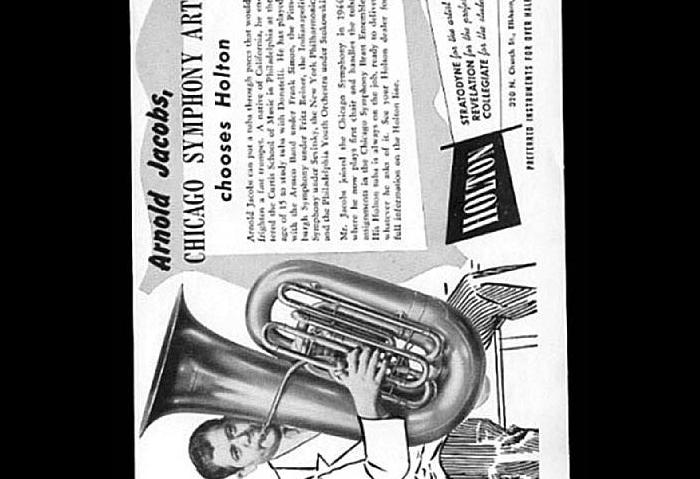 Arnold Jacobs,
CHICAGO SYMPHONY ART
chooses Holton
Arnold Jacobs can put a tuba through paces that would
frighten a fast trumpet. A native of California, he en-
tered the Curtis School of Music in Philadelphia at the
age of 15 to study tuba with Donatelli. He has played
with the Armco Band under Frank Simon, the
burgh Symphony under Fritz Reiner, the Indianapolis
Symphony under Sevitsky, the New York Philharmonic,
and the Philadelphia Youth Orchestra under Stokowski.
Mr. Jacobs joined the Chicago Symphony in 1944
where he now plays first chair and handles the tuba
assignments in the Chicago Symphony Brass Ensemble.
His Holton tuba is always on the job, ready to deliver
whatever he asks of it. See your Holton dealer for
full information on the Holton line.
HOLTON
STRATODYNE for the artist
REVELATION for the
COLLEGIATE for the student
320 N. Church St., Elkhorn,
PREFERRED INSTRUMENTS FOR OVER HALF